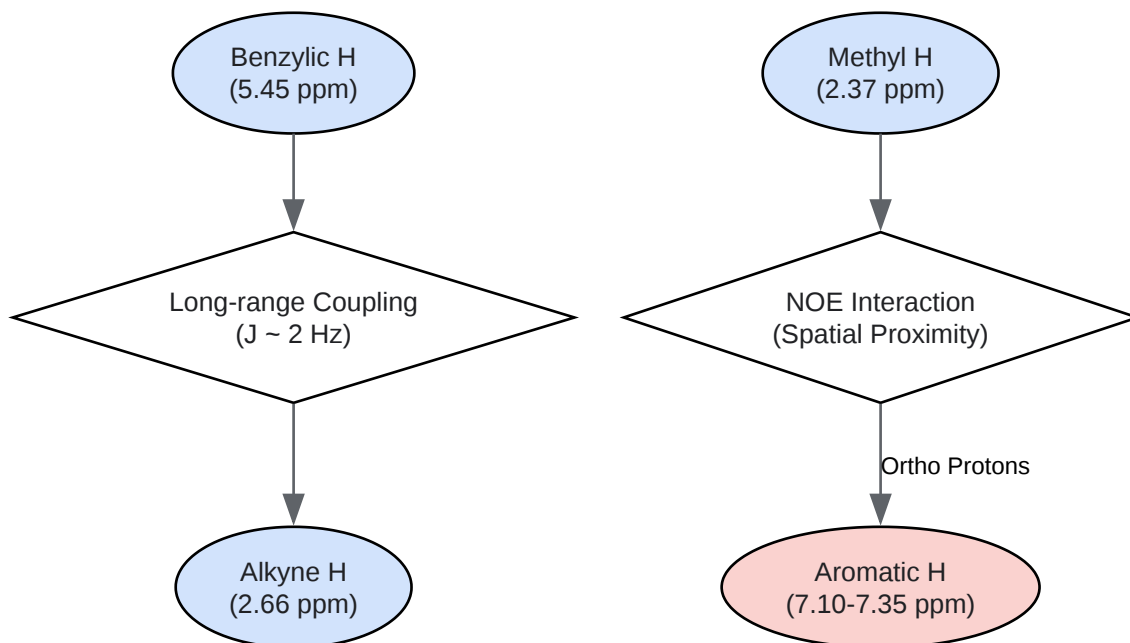 Benzylic H
(5.45 ppm)
Methyl H
(2.37 ppm)
Long-range Coupling
(J ~ 2 Hz)
NOE Interaction
(Spatial Proximity)
Ortho Protons
Alkyne H
(2.66 ppm)
Aromatic H
(7.10-7.35 ppm)